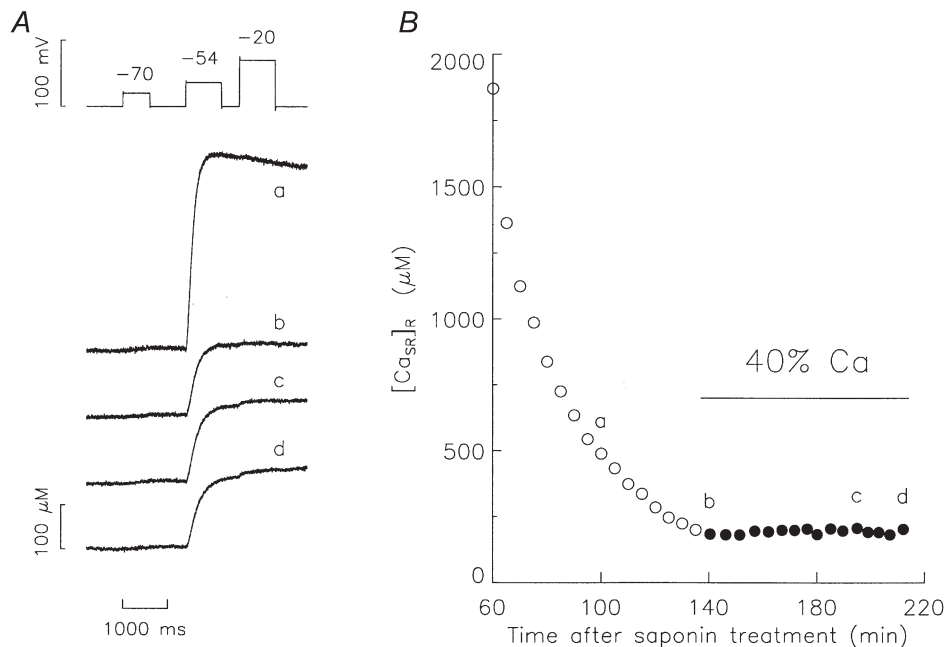 A
100 mV
−70
−54
−20
a
b
c
d
100 μM
1000 ms
B
[Ca_SR]_R (μM)
2000
1500
1000
500
0
40% Ca
a
b
c
d
60
100
140
180
220
Time after saponin treatment (min)